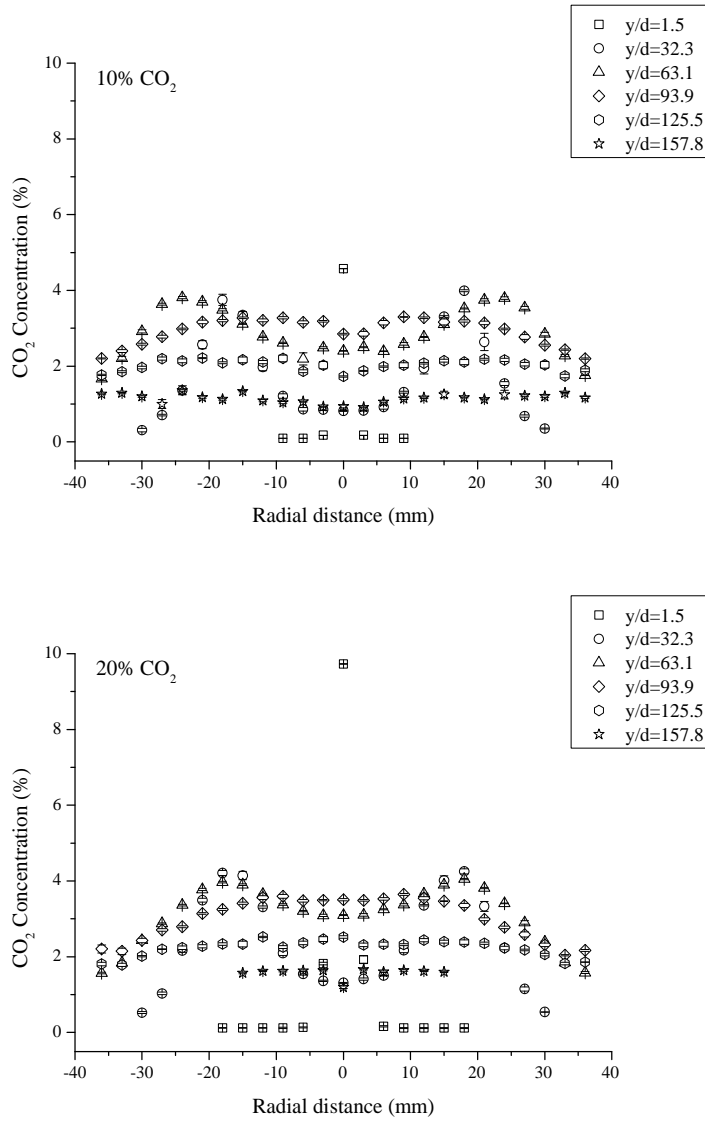 y/d=1.5
y/d=32.3
y/d=63.1
y/d=93.9
y/d=125.5
y/d=157.8
10% CO₂
10
8
6
4
2
0
CO₂ Concentration (%)
-40 -30 -20 -10 0 10 20 30 40
Radial distance (mm)
y/d=1.5
y/d=32.3
y/d=63.1
y/d=93.9
y/d=125.5
y/d=157.8
20% CO₂
10
8
6
4
2
0
CO₂ Concentration (%)
-40 -30 -20 -10 0 10 20 30 40
Radial distance (mm)